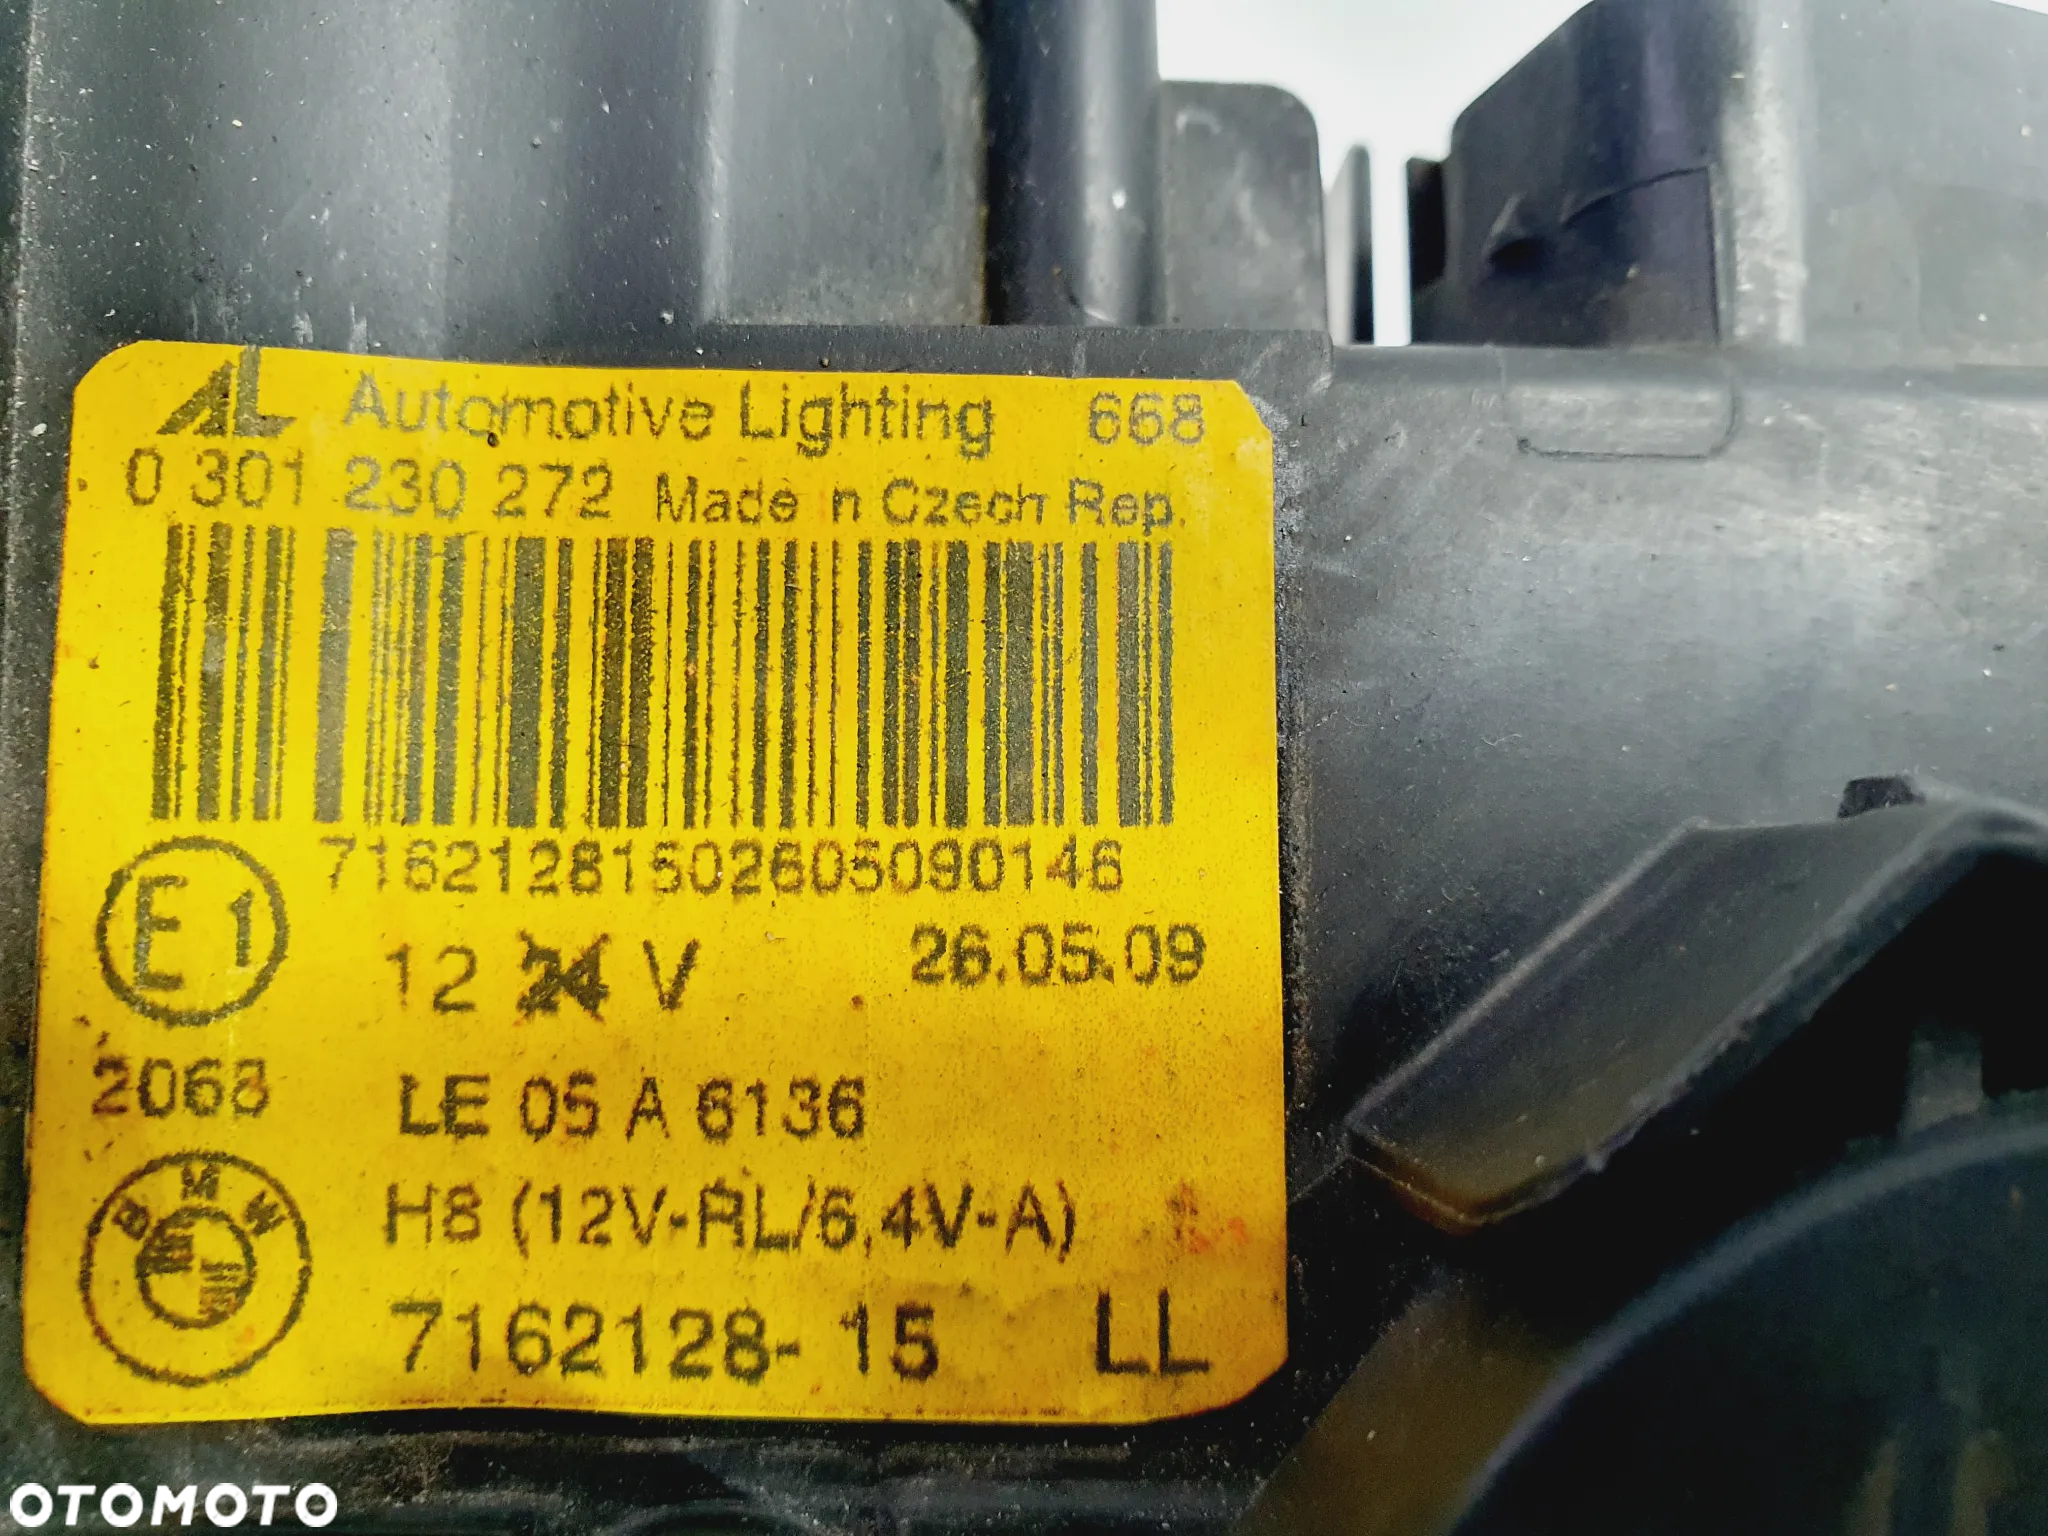 AL Automotive Lighting 668
0 301 230 272 Made in Czech Rep.
71621281502605090146
E1 12 24 V 26.05.09
2068 LE 05 A 6136
BMW H8 (12V-RL/6,4V-A)
7162128-15 LL
OTOMOTO